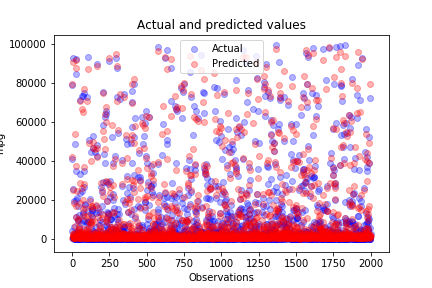 Actual and predicted values
Actual
Predicted
100000
80000
60000
40000
20000
0
mpg
0 250 500 750 1000 1250 1500 1750 2000
Observations